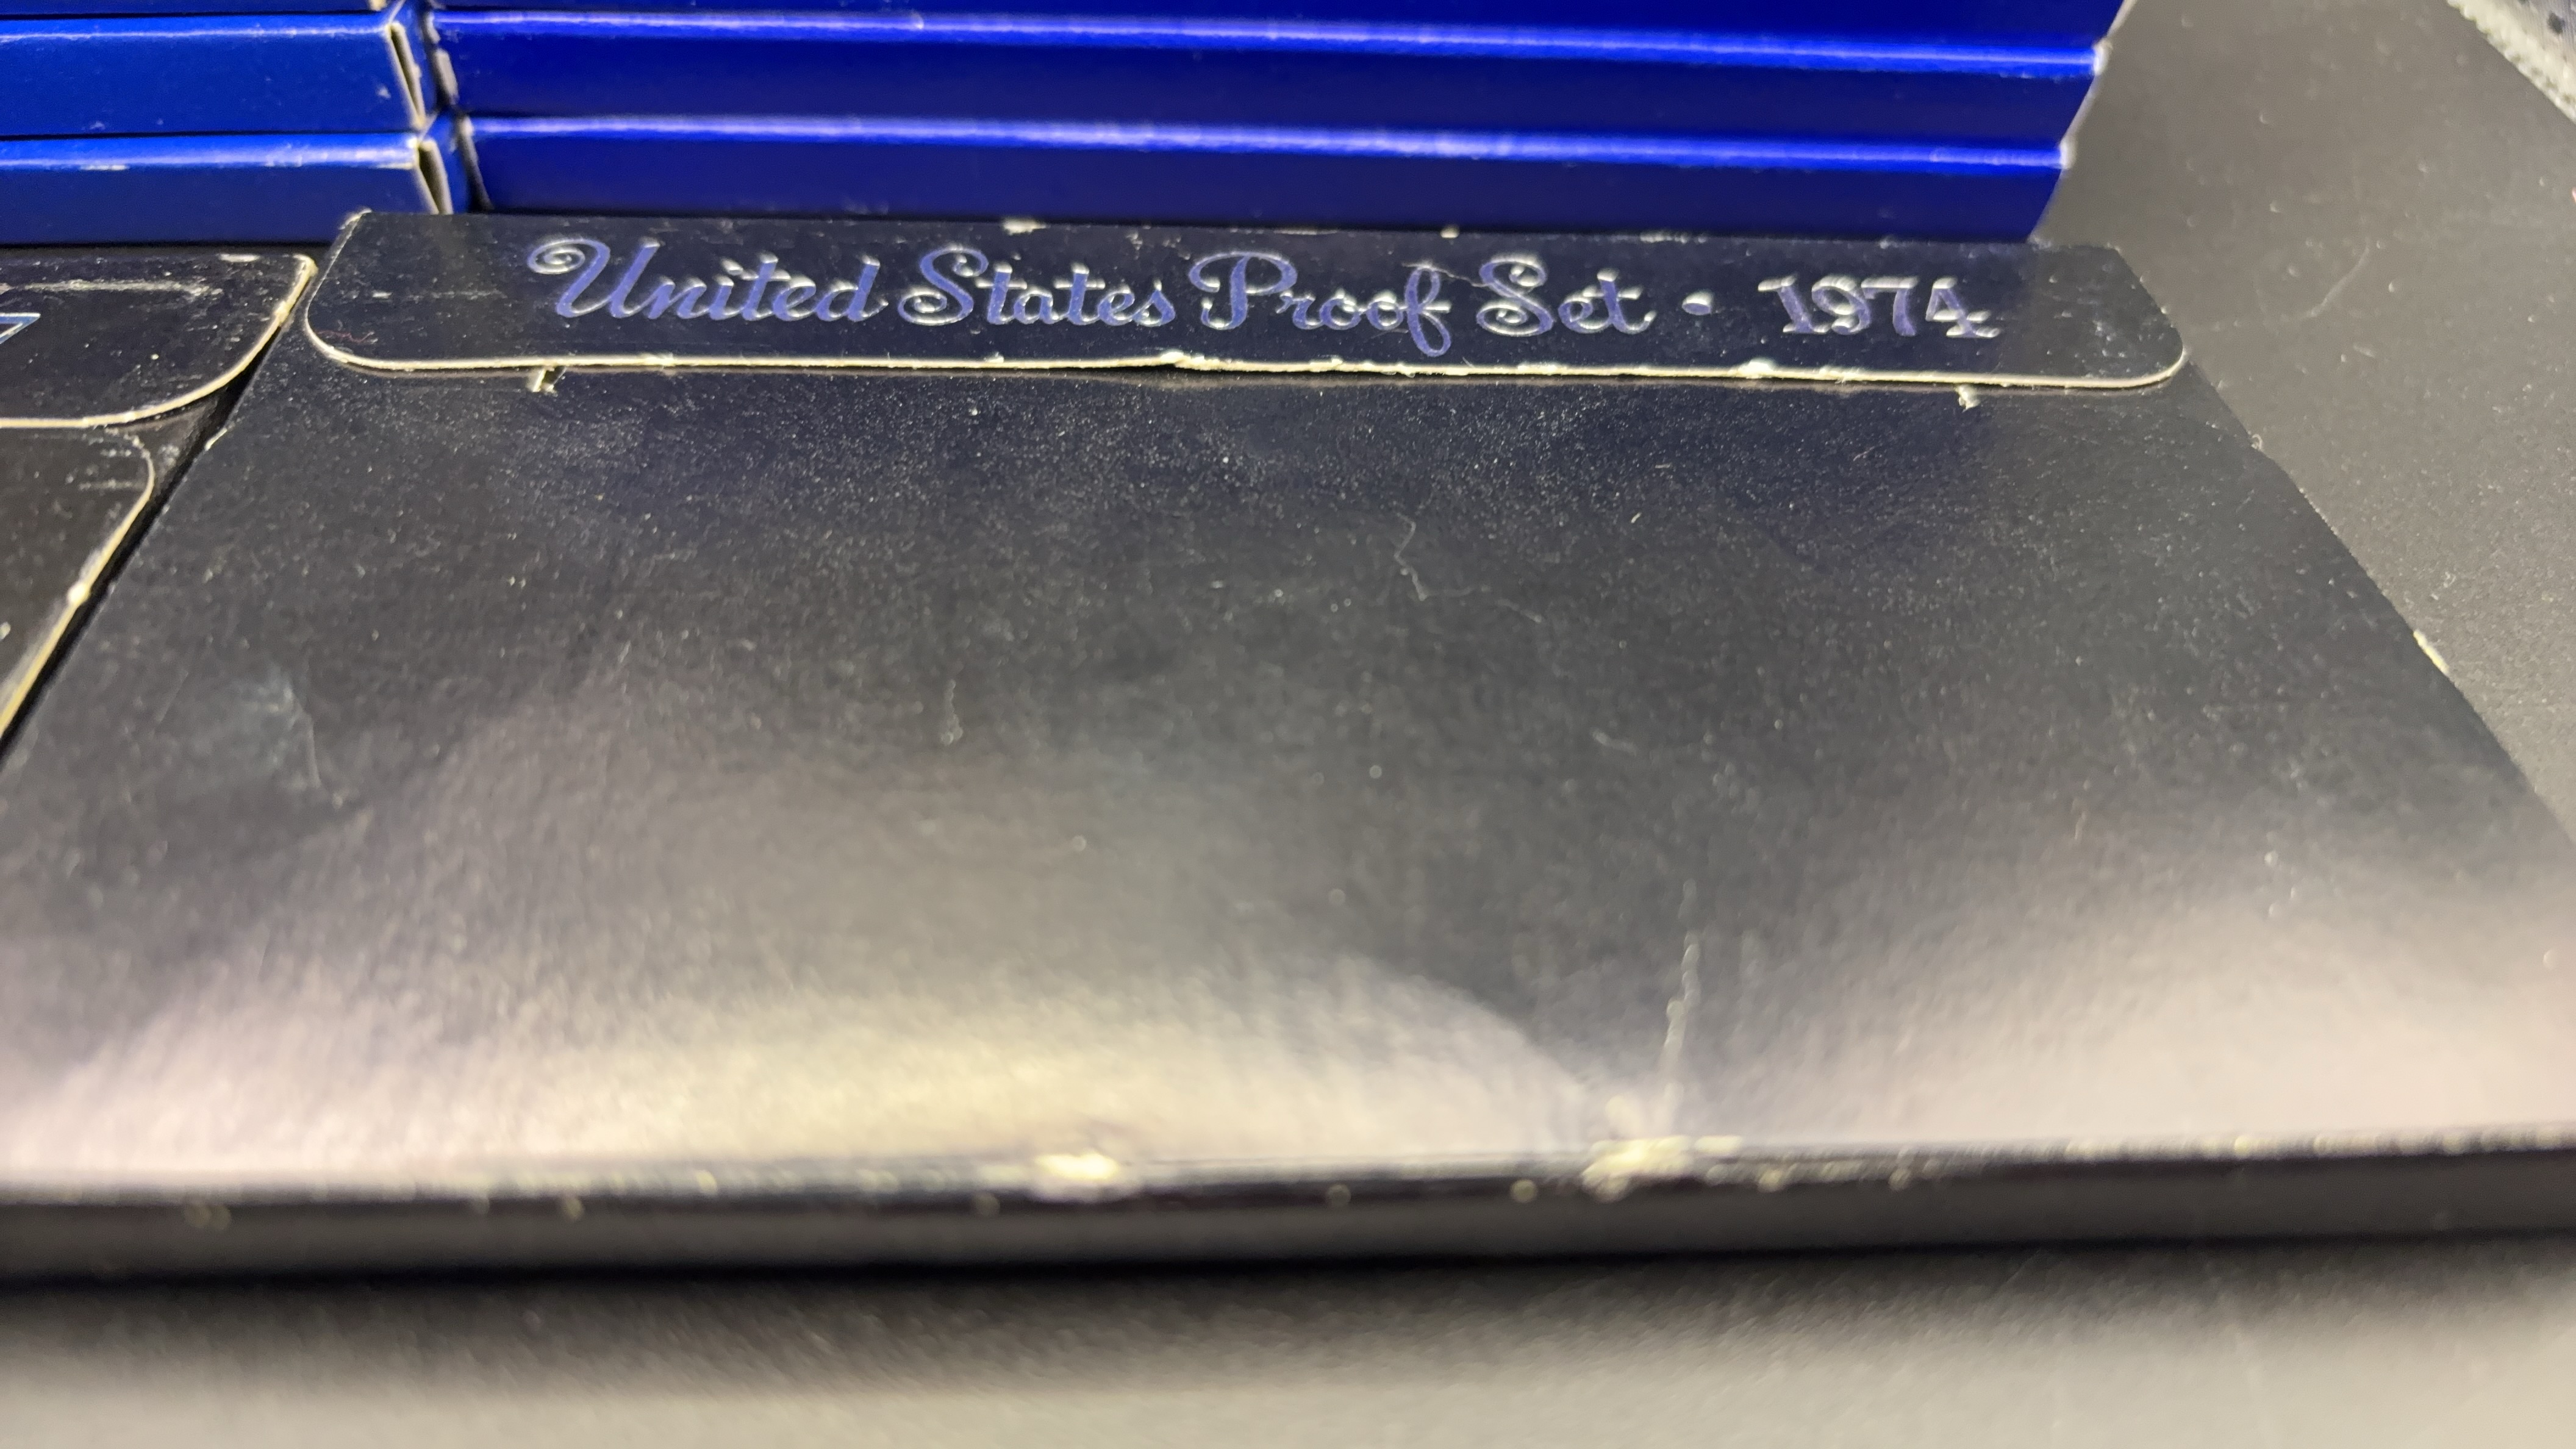 United States Proof Set • 1974